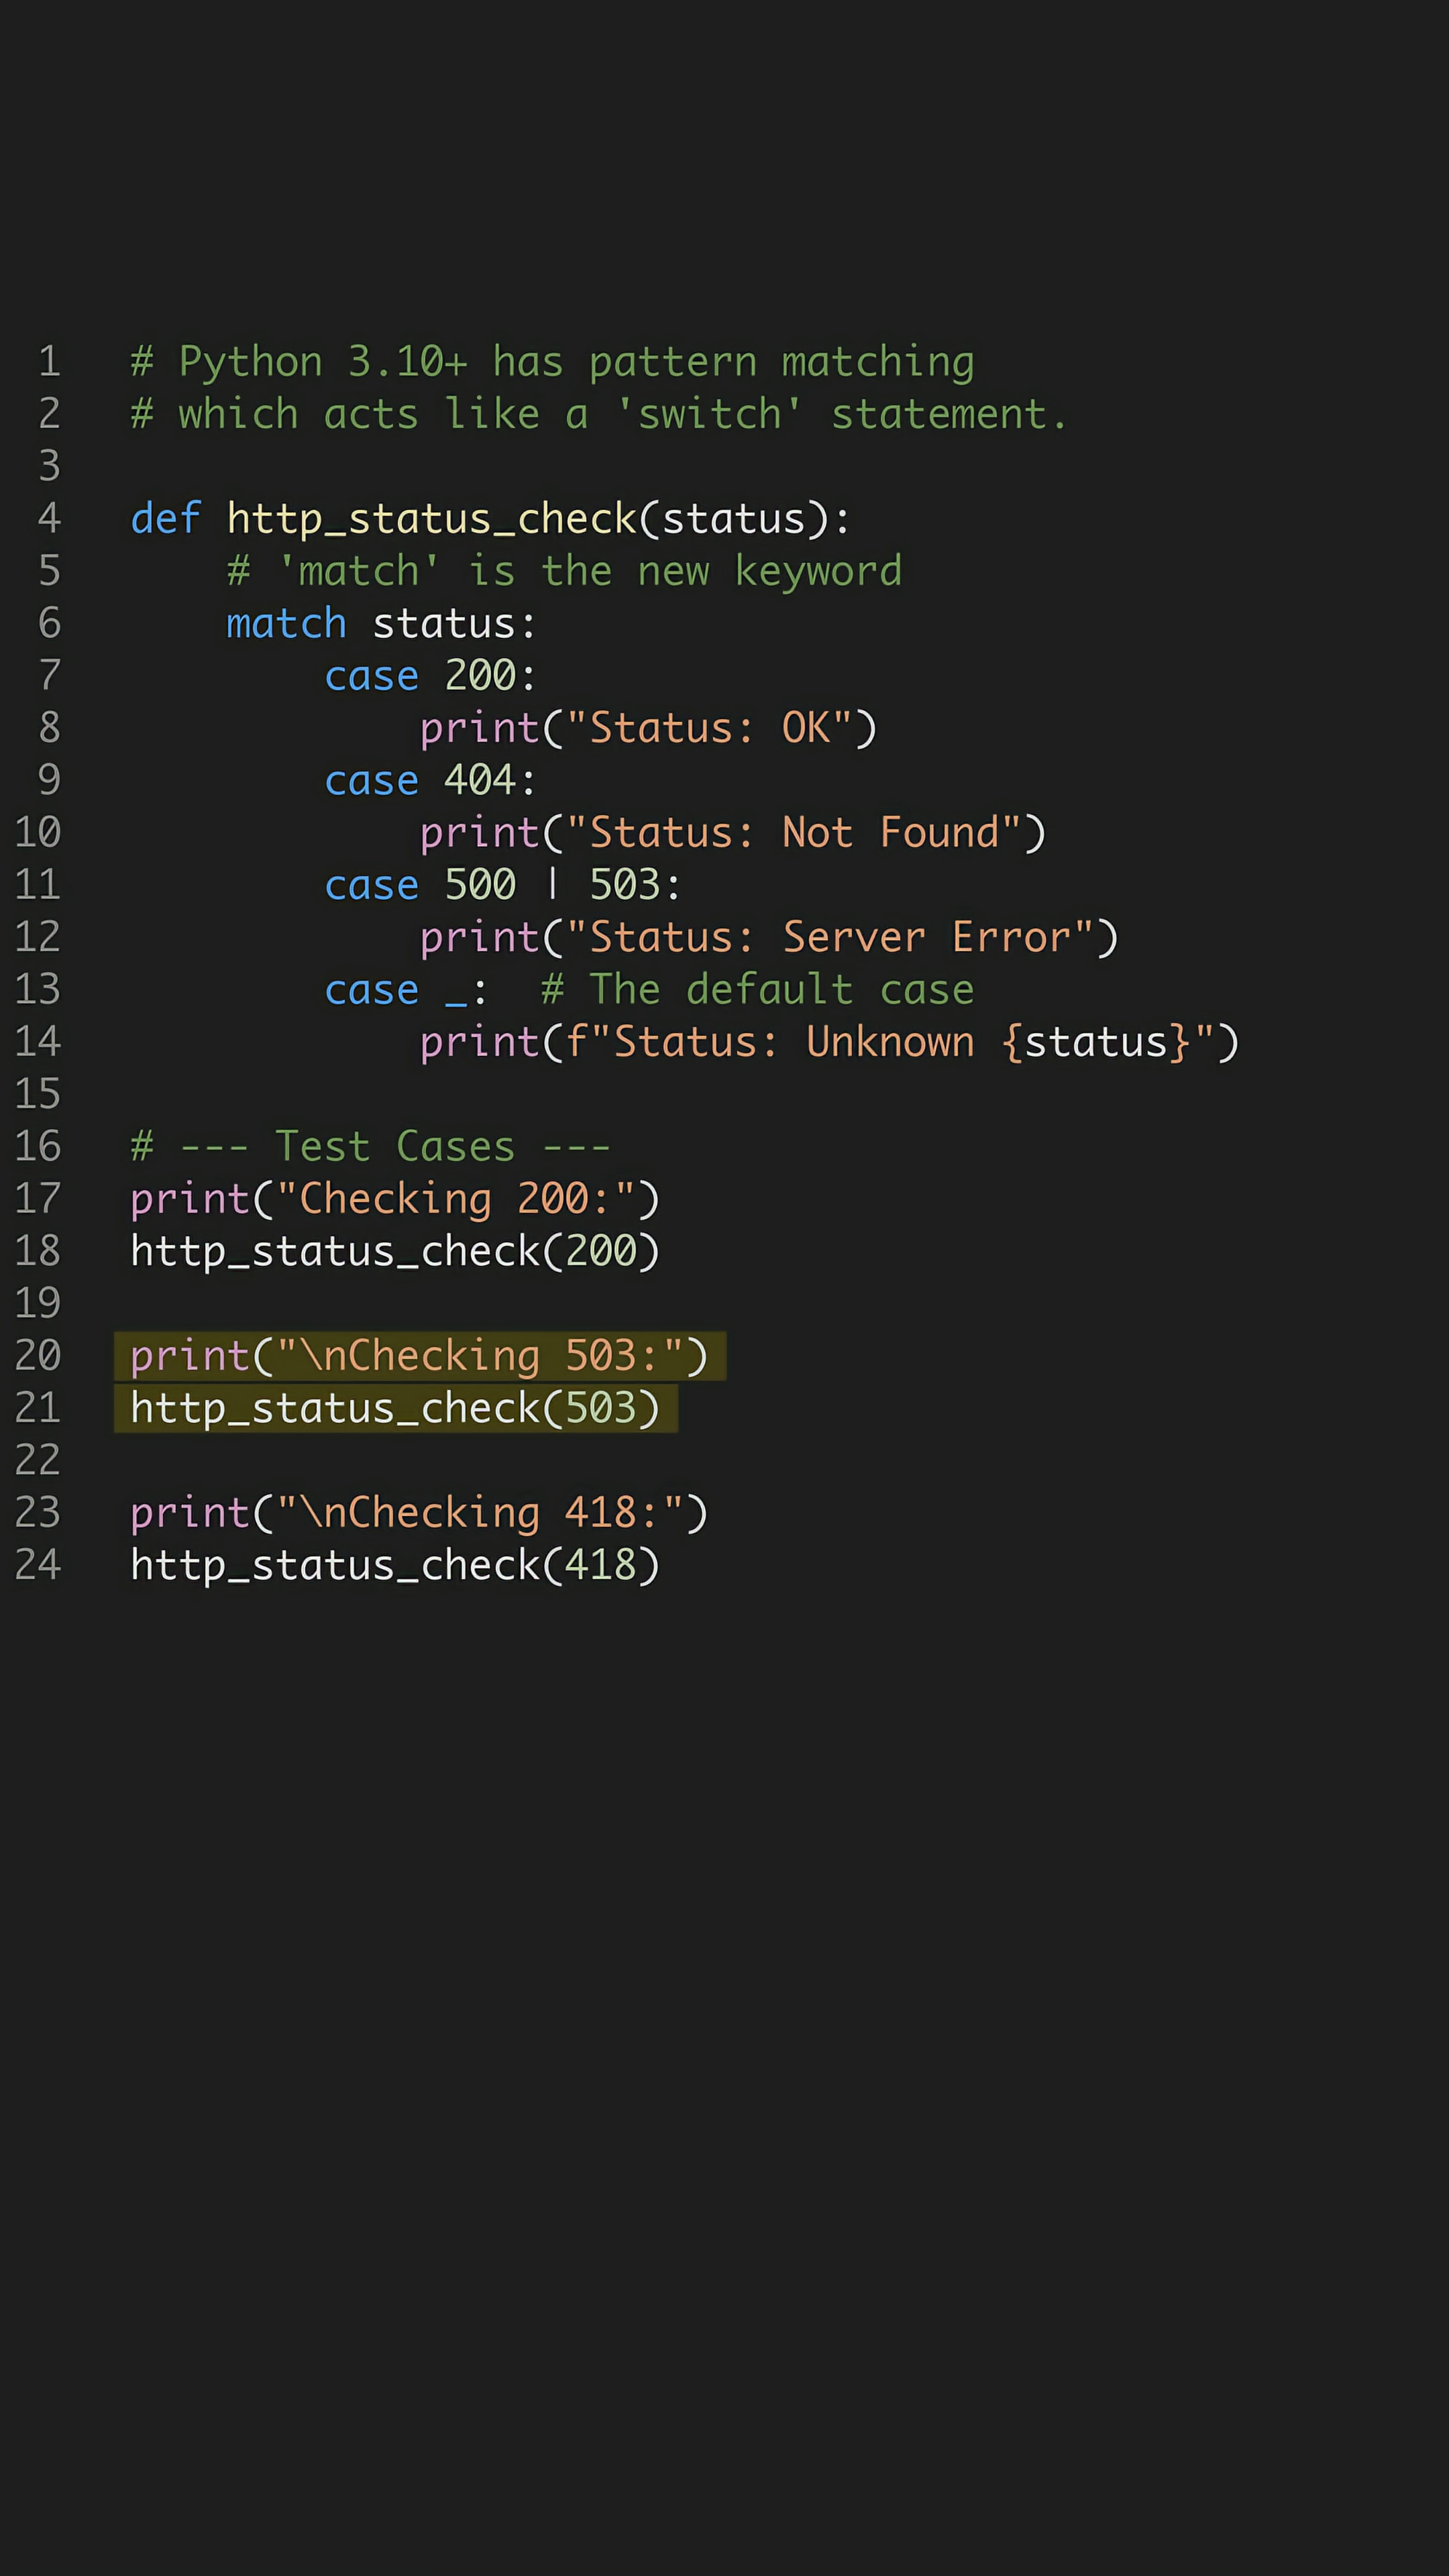 1 # Python 3.10+ has pattern matching
2 # which acts like a 'switch' statement.
3
4 def http_status_check(status):
5     # 'match' is the new keyword
6     match status:
7         case 200:
8             print("Status: OK")
9         case 404:
10             print("Status: Not Found")
11         case 500 | 503:
12             print("Status: Server Error")
13         case _:  # The default case
14             print(f"Status: Unknown {status}")
15
16 # --- Test Cases ---
17 print("Checking 200:")
18 http_status_check(200)
19
20 print("\nChecking 503:")
21 http_status_check(503)
22
23 print("\nChecking 418:")
24 http_status_check(418)